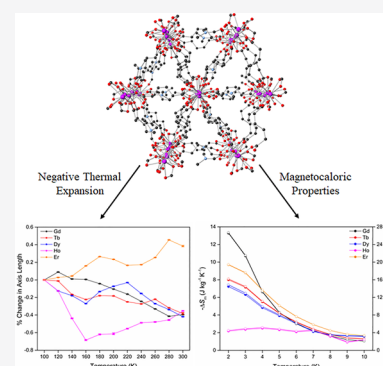 Negative Thermal
Expansion
Magnetocaloric
Properties
% Change in Axis Length
0.6
0.4
0.2
0.0
-0.2
-0.4
-0.6
-0.8
Gd
Tb
Dy
Ho
Er
100 120 140 160 180 200 220 240 260 280 300
Temperature (K)
-ΔSm (J kg⁻¹K⁻¹)
14
12
10
8
6
4
2
0
Gd
Tb
Dy
Ho
Er
28
24
20
16
12
8
4
0
2 3 4 5 6 7 8 9 10